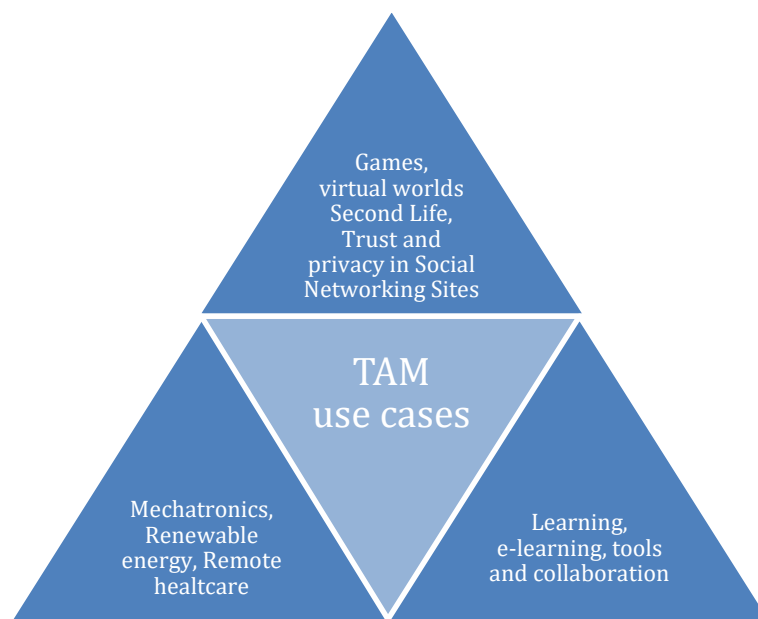 Games,
virtual worlds
Second Life,
Trust and
privacy in Social
Networking Sites
TAM
use cases
Mechatronics,
Renewable
energy, Remote
healtcare
Learning,
e-learning, tools
and collaboration